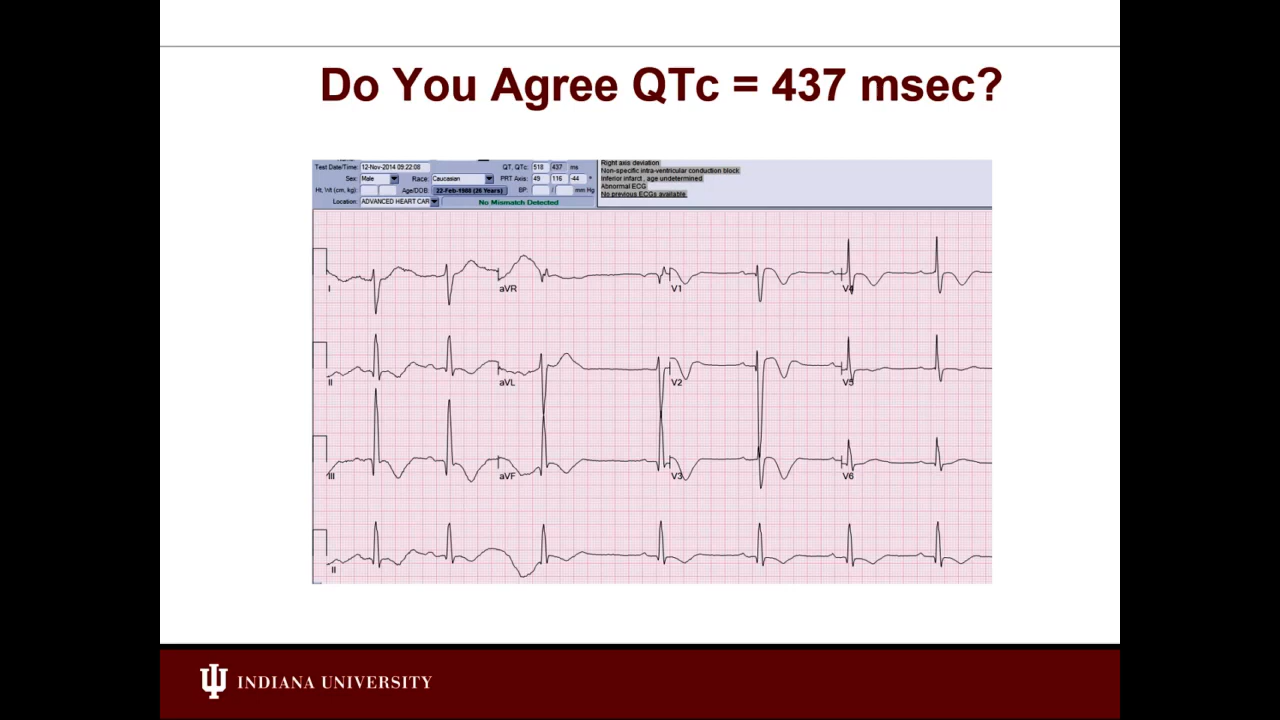 Do You Agree QTc = 437 msec?
Test Date/Time: 12-Nov-2014 09:22:08 QT, QTc: 518 437 ms
Sex: Male Race: Caucasian PRT Axis: 49 116 -44 °
Ht, Wt (cm, kg): Age/DOB: 22-Feb-1988 (26 Years) BP: / mm Hg
Location: ADVANCED HEART CAR No Mismatch Detected
Right axis deviation
Non-specific intra-ventricular conduction block
Inferior infarct , age undetermined
Abnormal ECG
No previous ECGs available
I aVR V1 V4
II aVL V2 V5
III aVF V3 V6
II
INDIANA UNIVERSITY